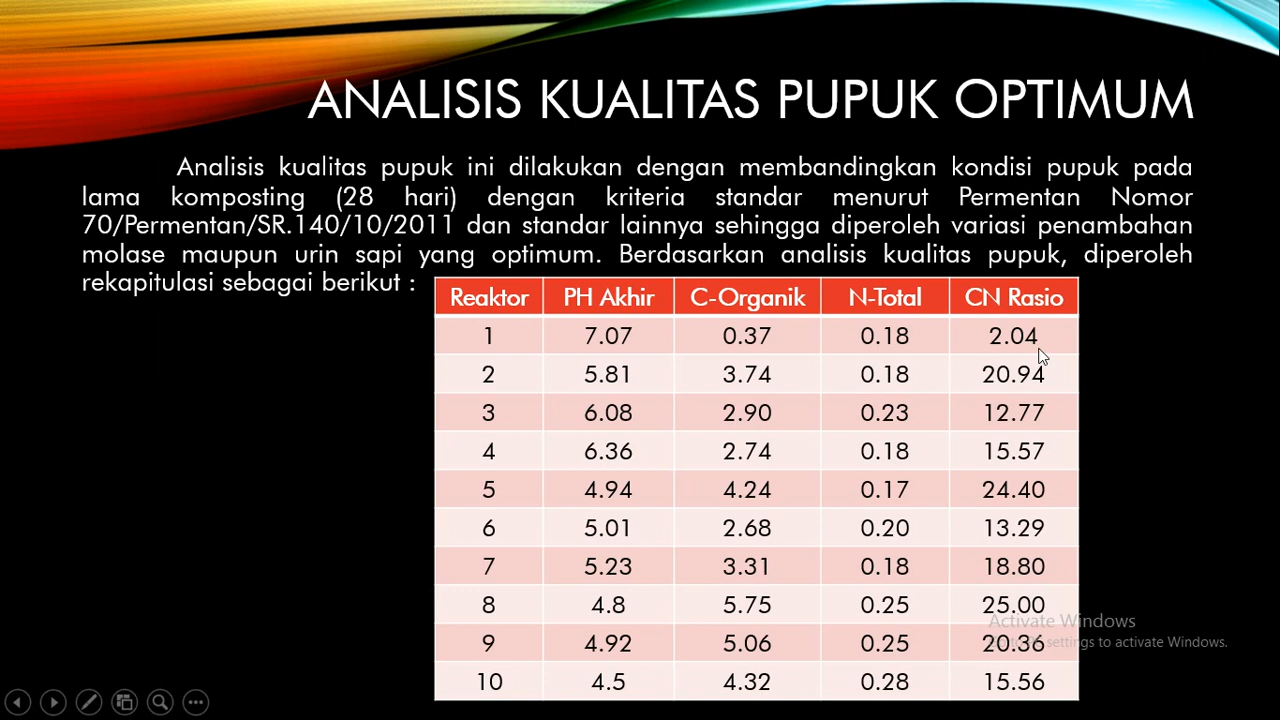 ANALISIS KUALITAS PUPUK OPTIMUM
Analisis kualitas pupuk ini dilakukan dengan membandingkan kondisi pupuk pada
lama komposting (28 hari) dengan kriteria standar menurut Permentan Nomor
70/Permentan/SR.140/10/2011 dan standar lainnya sehingga diperoleh variasi penambahan
molase maupun urin sapi yang optimum. Berdasarkan analisis kualitas pupuk, diperoleh
rekapitulasi sebagai berikut :
Reaktor PH Akhir C-Organik N-Total CN Rasio
1 7.07 0.37 0.18 2.04
2 5.81 3.74 0.18 20.94
3 6.08 2.90 0.23 12.77
4 6.36 2.74 0.18 15.57
5 4.94 4.24 0.17 24.40
6 5.01 2.68 0.20 13.29
7 5.23 3.31 0.18 18.80
8 4.8 5.75 0.25 25.00
9 4.92 5.06 0.25 20.36
10 4.5 4.32 0.28 15.56
Activate Windows
settings to activate Windows.